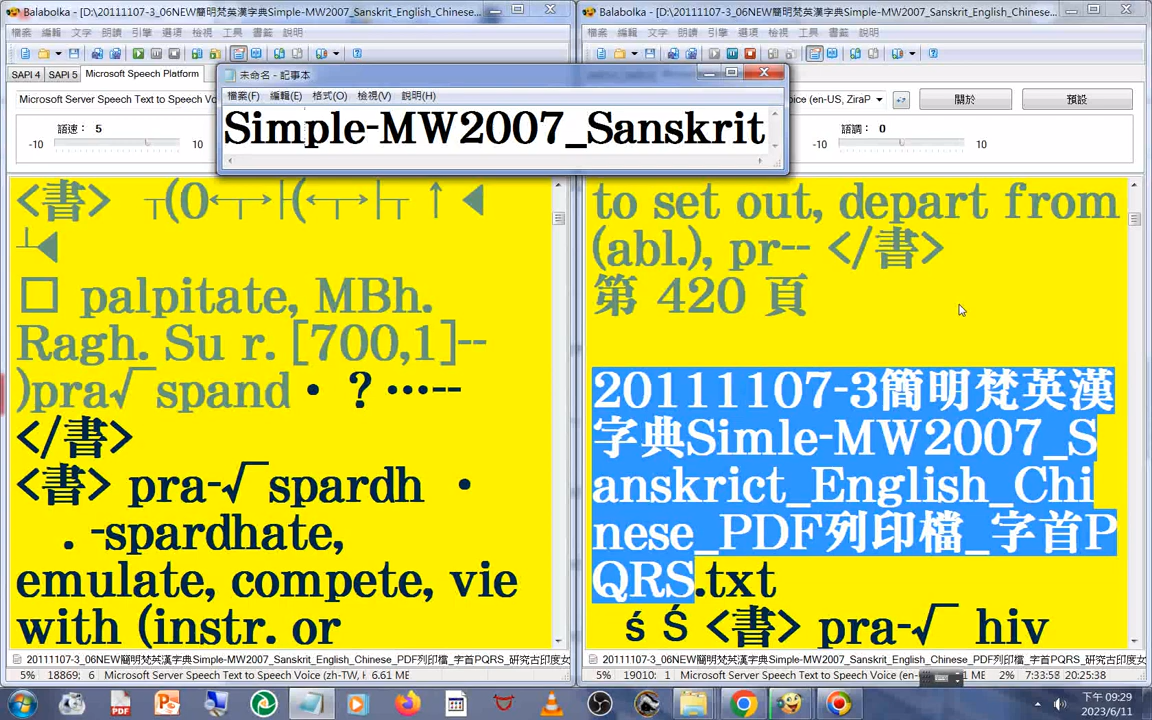 Balabolka - [D:\20111107-3_06NEW簡明梵英漢字典Simple-MW2007_Sanskrit_English_Chinese...
檔案 編輯 文字 朗讀 引擎 選項 檢視 工具 書籤 說明
SAPI 4 SAPI 5 Microsoft Speech Platform
Microsoft Server Speech Text to Speech Vo
語速： 5
-10 10
Balabolka - [D:\20111107-3_06NEW簡明梵英漢字典Simple-MW2007_Sanskrit_English_Chinese...
檔案 編輯 文字 朗讀 引擎 選項 檢視 工具 書籤 說明
ice (en-US, ZiraP 關於 預設
語調： 0
-10 10
未命名 - 記事本
檔案(F) 編輯(E) 格式(O) 檢視(V) 說明(H)
Simple-MW2007_Sanskrit
<書> ┬(0←┬→├(←┬→├┬ ↑ ◀
┴◀
□ palpitate, MBh.
Ragh. Su r. [700,1]--
)pra√ spand • ? …--
</書>
<書> pra-√ spardh •
. -spardhate,
emulate, compete, vie
with (instr. or
to set out, depart from
(abl.), pr-- </書>
第 420 頁
20111107-3簡明梵英漢
字典Simle-MW2007_S
anskrict_English_Chi
nese_PDF列印檔_字首P
QRS.txt
ś Ś <書> pra-√ hiv
20111107-3_06NEW簡明梵英漢字典Simple-MW2007_Sanskrit_English_Chinese_PDF列印檔_字首PQRS_研究古印度女
5% 18869: 6 Microsoft Server Speech Text to Speech Voice (zh-TW, H 6.61 MB
20111107-3_06NEW簡明梵英漢字典Simple-MW2007_Sanskrit_English_Chinese_PDF列印檔_字首PQRS_研究古印度女
5% 19010: 1 Microsoft Server Speech Text to Speech Voice (en- 2% 7:33:58 20:25:38
下午 09:29
2023/6/11